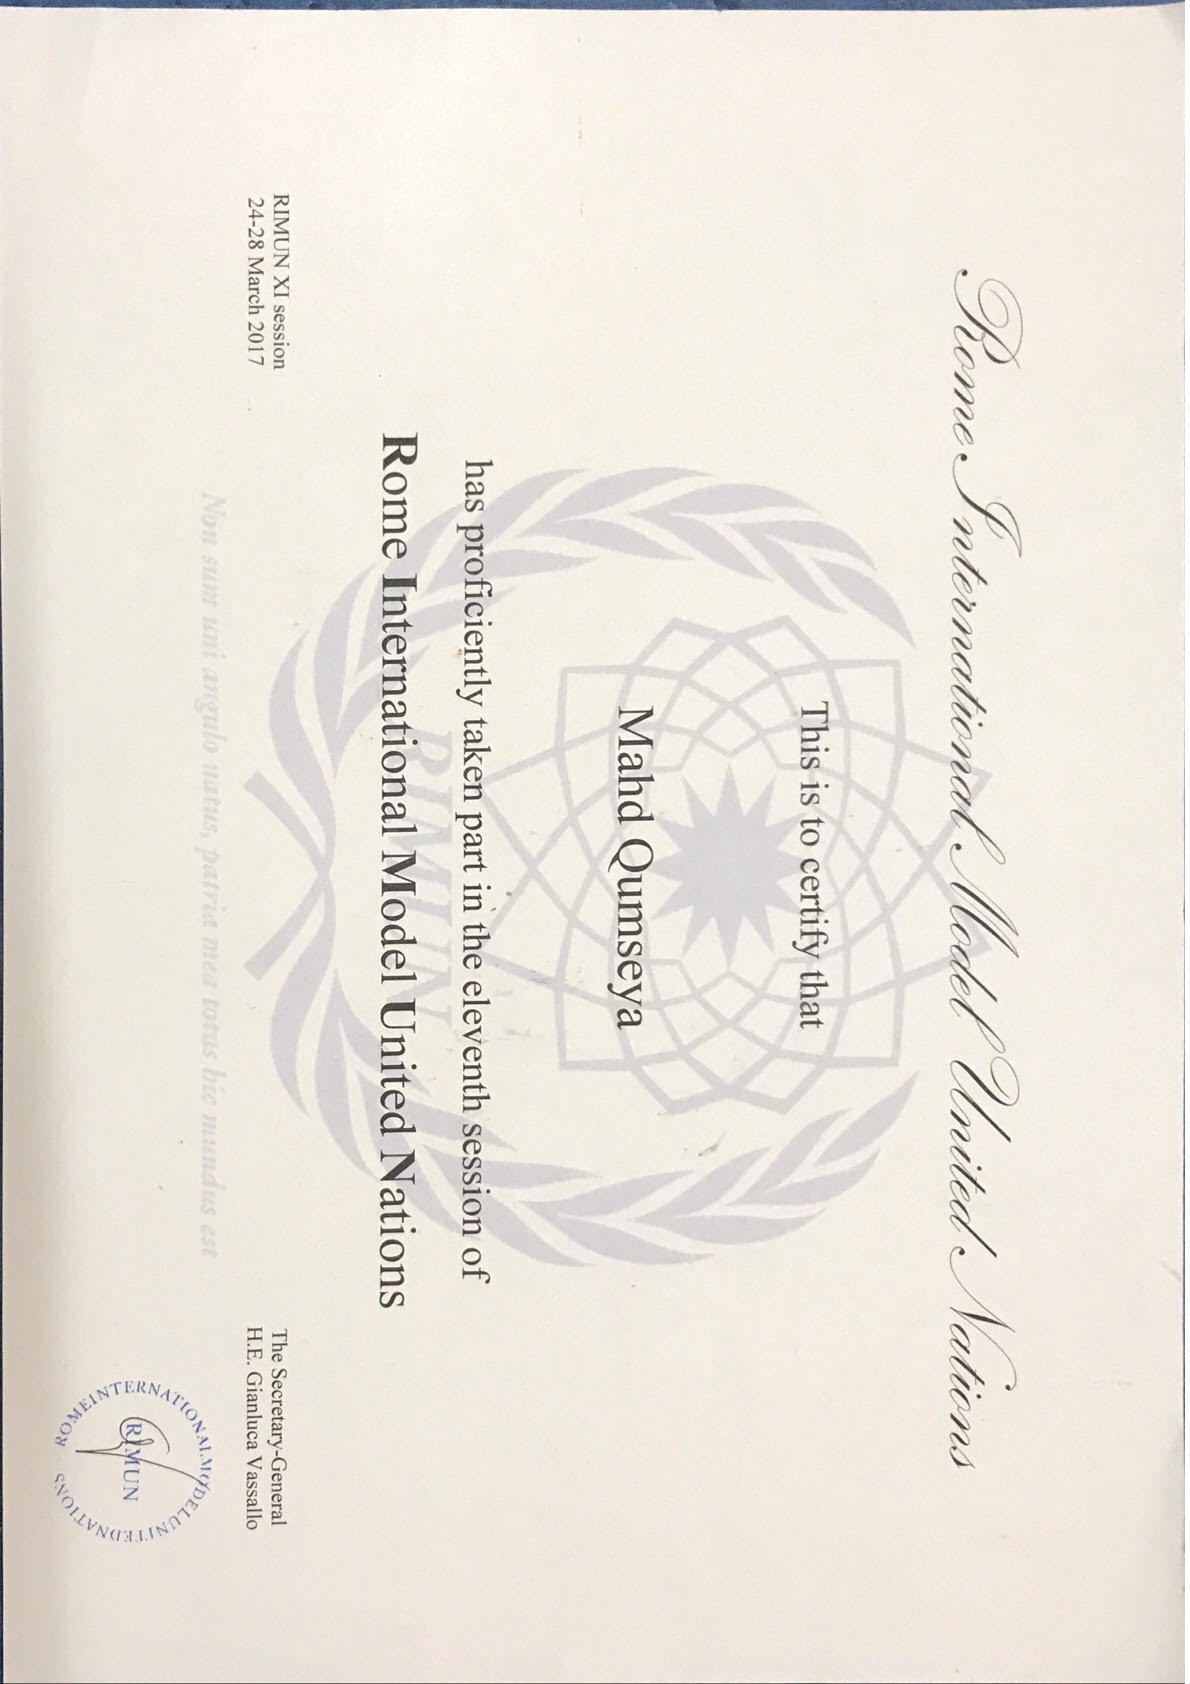 Rome International Model United Nations
This is to certify that
Mahd Qumseya
has proficiently taken part in the eleventh session of
RIMUN
Rome International Model United Nations
RIMUN XI session
24-28 March 2017
The Secretary-General
H.E. Gianluca Vassallo
Non sum uni angulo natus, patria mea totus hic mundus est
ROMEINTERNATIONALMODELUNITEDNATIONS
RIMUN